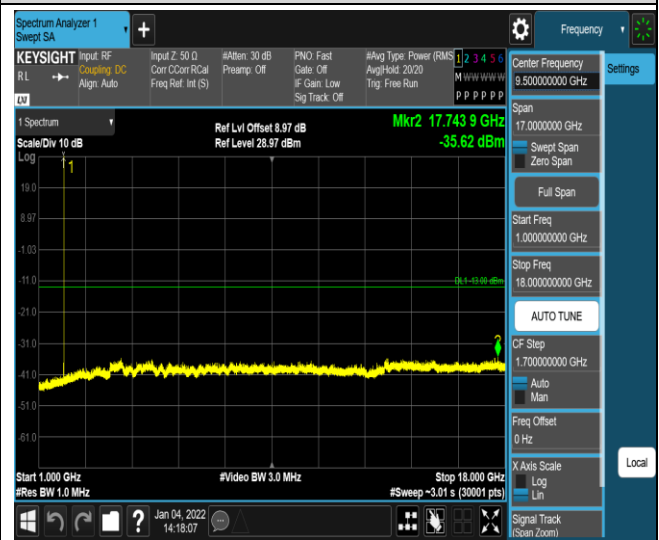 Spectrum Analyzer 1
Swept SA
Frequency
KEYSIGHT
RL
LXI
Input: RF
Coupling: DC
Align: Auto
Input Z: 50 Ω
Corr CCorr RCal
Freq Ref: Int (S)
#Atten: 30 dB
Preamp: Off
PNO: Fast
Gate: Off
IF Gain: Low
Sig Track: Off
#Avg Type: Power (RMS
Avg|Hold: 20/20
Trig: Free Run
1 2 3 4 5 6
M W W W W W
P P P P P P
1 Spectrum
Scale/Div 10 dB
Log
Ref Lvl Offset 8.97 dB
Ref Level 28.97 dBm
Mkr2 17.743 9 GHz
-35.62 dBm
1
19.0
8.97
-1.03
-11.0
DL1 -13.00 dBm
-21.0
-31.0
2
-41.0
-51.0
-61.0
Start 1.000 GHz
#Res BW 1.0 MHz
#Video BW 3.0 MHz
Stop 18.000 GHz
#Sweep ~3.01 s (30001 pts)
Jan 04, 2022
14:18:07
?
Center Frequency
9.500000000 GHz
Span
17.0000000 GHz
Swept Span
Zero Span
Full Span
Start Freq
1.000000000 GHz
Stop Freq
18.000000000 GHz
AUTO TUNE
CF Step
1.700000000 GHz
Auto
Man
Freq Offset
0 Hz
X Axis Scale
Log
Lin
Signal Track
(Span Zoom)
Settings
Local